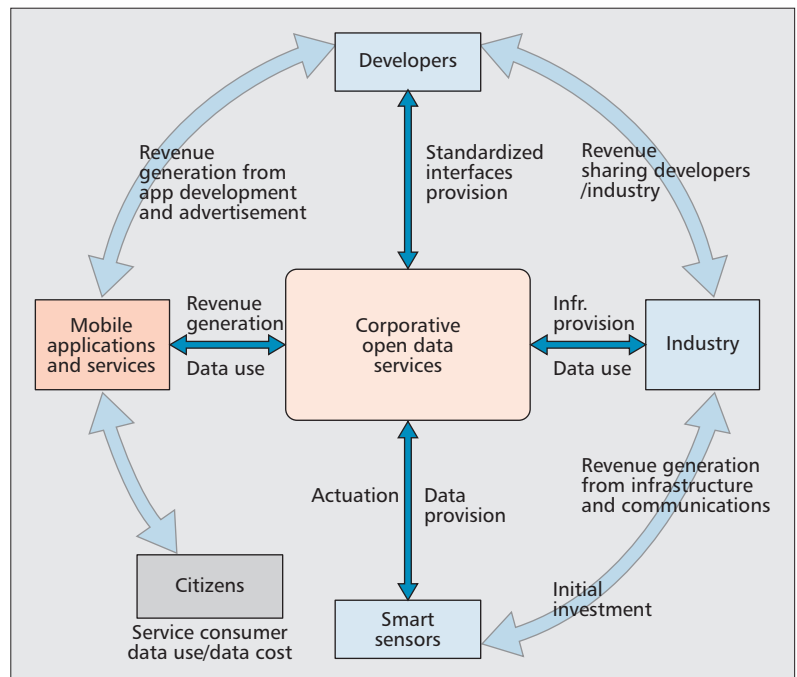 Developers
Revenue
generation from
app development
and advertisement
Standardized
interfaces
provision
Revenue
sharing developers
/industry
Mobile
applications
and services
Revenue
generation
Data use
Corporative
open data
services
Infr.
provision
Data use
Industry
Actuation
Data
provision
Revenue generation
from infrastructure
and communications
Citizens
Service consumer
data use/data cost
Smart
sensors
Initial
investment